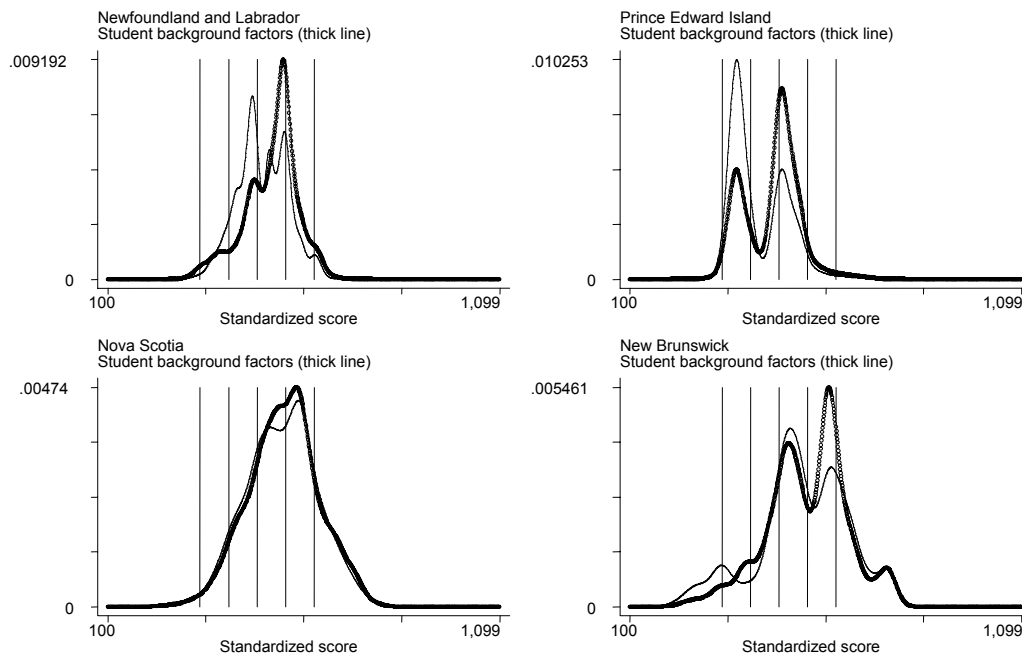 Newfoundland and Labrador
Student background factors (thick line)
.009192
0
100
1,099
Standardized score
Prince Edward Island
Student background factors (thick line)
.010253
0
100
1,099
Standardized score
Nova Scotia
Student background factors (thick line)
.00474
0
100
1,099
Standardized score
New Brunswick
Student background factors (thick line)
.005461
0
100
1,099
Standardized score